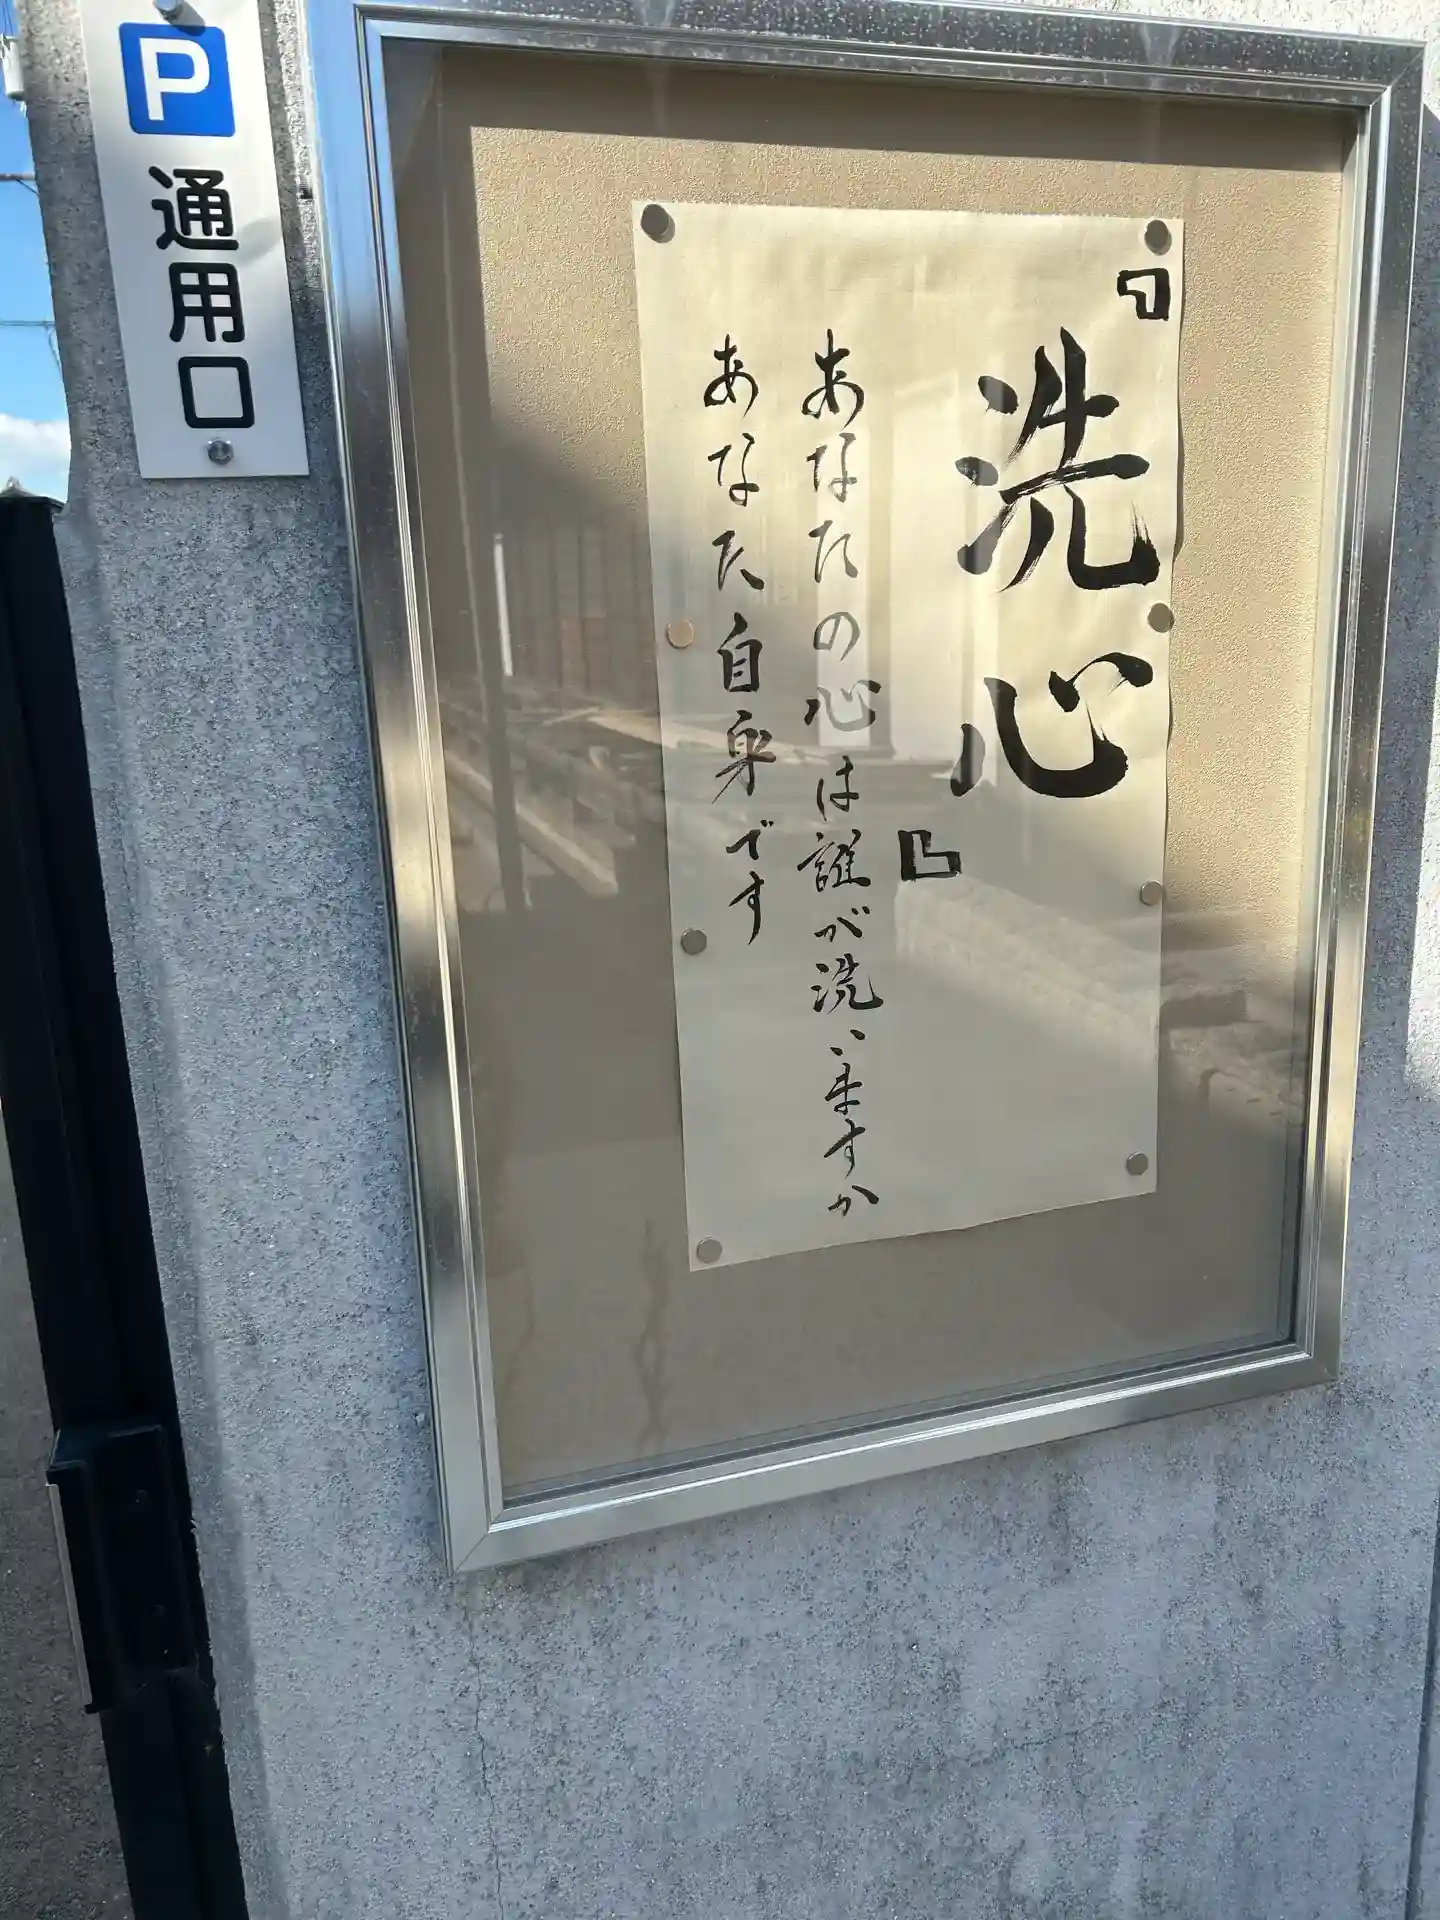 P
通用口
『洗心』
あなたの心は誰が洗いますか
あなた自身です